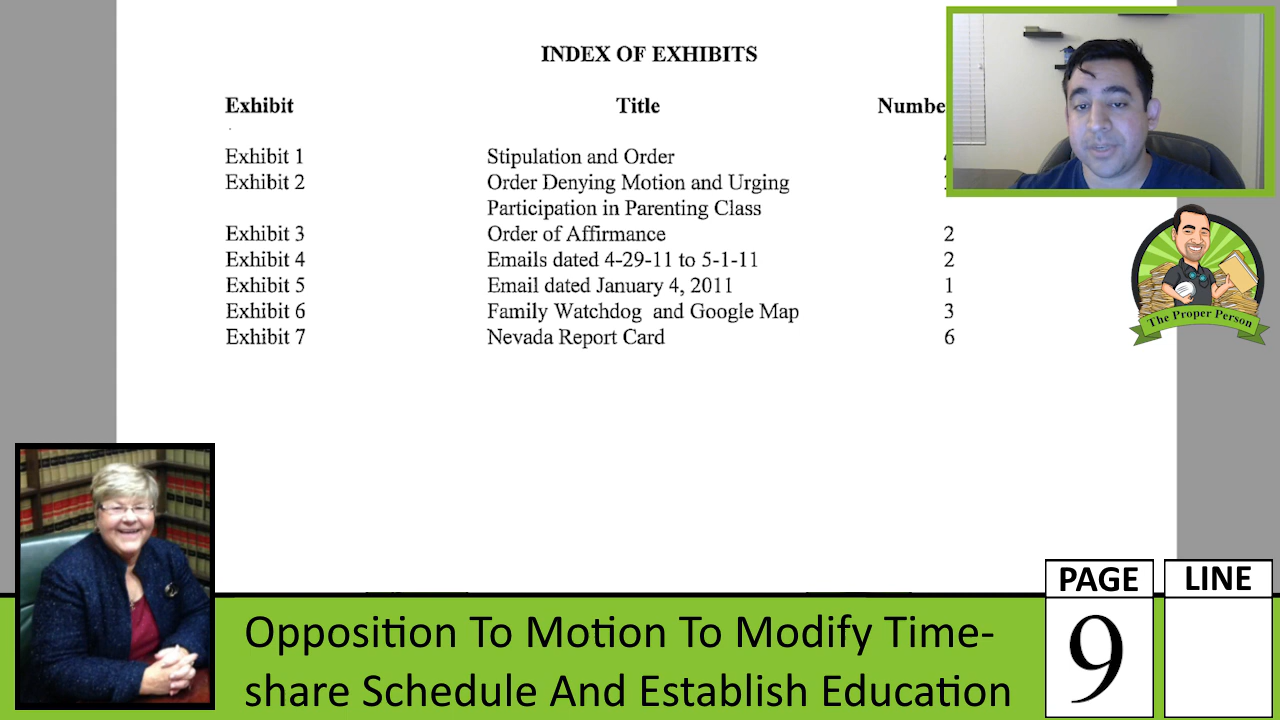 INDEX OF EXHIBITS
Exhibit Title Numbe
Exhibit 1 Stipulation and Order
Exhibit 2 Order Denying Motion and Urging
Participation in Parenting Class
Exhibit 3 Order of Affirmance 2
Exhibit 4 Emails dated 4-29-11 to 5-1-11 2
Exhibit 5 Email dated January 4, 2011 1
Exhibit 6 Family Watchdog and Google Map 3
Exhibit 7 Nevada Report Card 6
The Proper Person
PAGE LINE
9
Opposition To Motion To Modify Time-
share Schedule And Establish Education